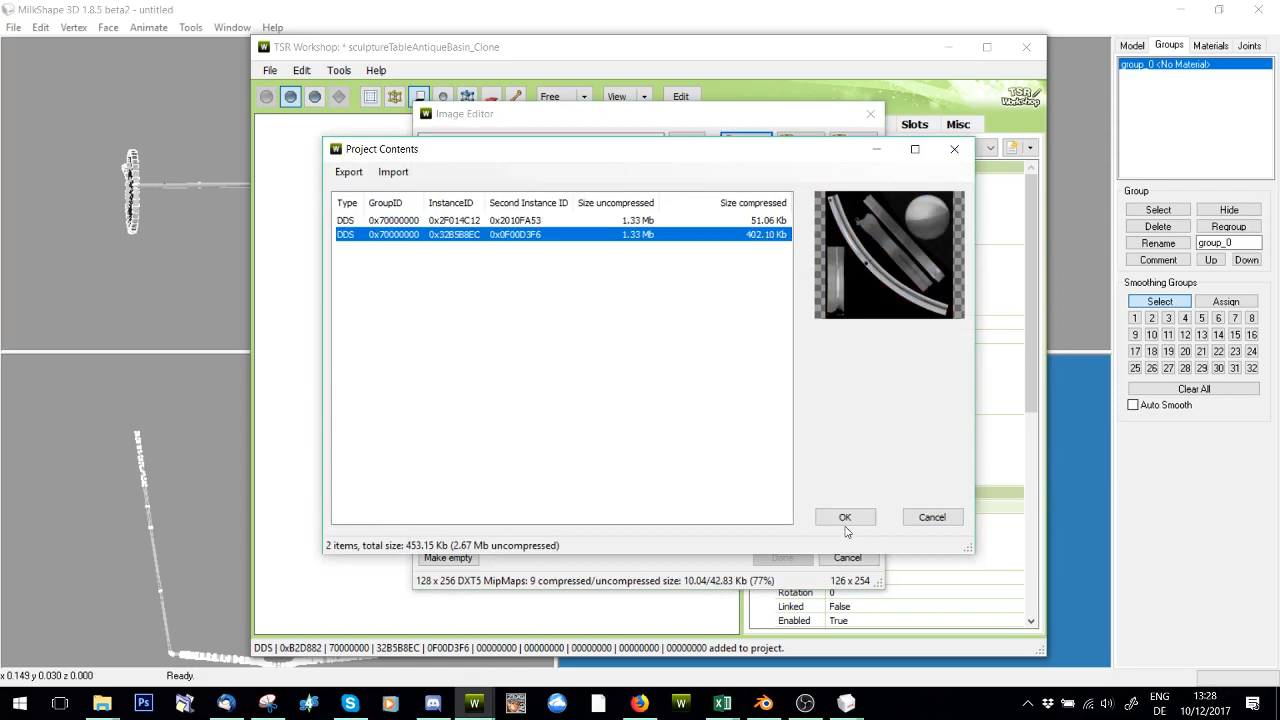 MilkShape 3D 1.8.5 beta2 - untitled
File Edit Vertex Face Animate Tools Window Help
TSR Workshop: * sculptureTableAntiqueBasin_Clone
File Edit Tools Help
Free View Edit
TSR Workshop
Image Editor
Slots Misc
Project Contents
Export Import
Type GroupID InstanceID Second Instance ID Size uncompressed Size compressed
DDS 0x70000000 0x2F014C12 0x2010FA53 1.33 Mb 51.06 Kb
DDS 0x70000000 0x32B5B8EC 0x0F00D3F6 1.33 Mb 402.10 Kb
OK Cancel
2 items, total size: 453.15 Kb (2.67 Mb uncompressed)
Make empty Done Cancel
128 x 256 DXT5 MipMaps: 9 compressed/uncompressed size: 10.04/42.83 Kb (77%) 126 x 254
Rotation 0
Linked False
Enabled True
DDS | 0xB2D882 | 70000000 | 32B5B8EC | 0F00D3F6 | 00000000 | 00000000 | 00000000 | 00000000 | 00000000 added to project.
Model Groups Materials Joints
group_0 <No Material>
Group
Select Hide
Delete Regroup
Rename group_0
Comment Up Down
Smoothing Groups
Select Assign
1 2 3 4 5 6 7 8
9 10 11 12 13 14 15 16
17 18 19 20 21 22 23 24
25 26 27 28 29 30 31 32
Clear All
Auto Smooth
x 0.149 y 0.030 z 0.000 Ready.
ENG 13:28
DE 10/12/2017